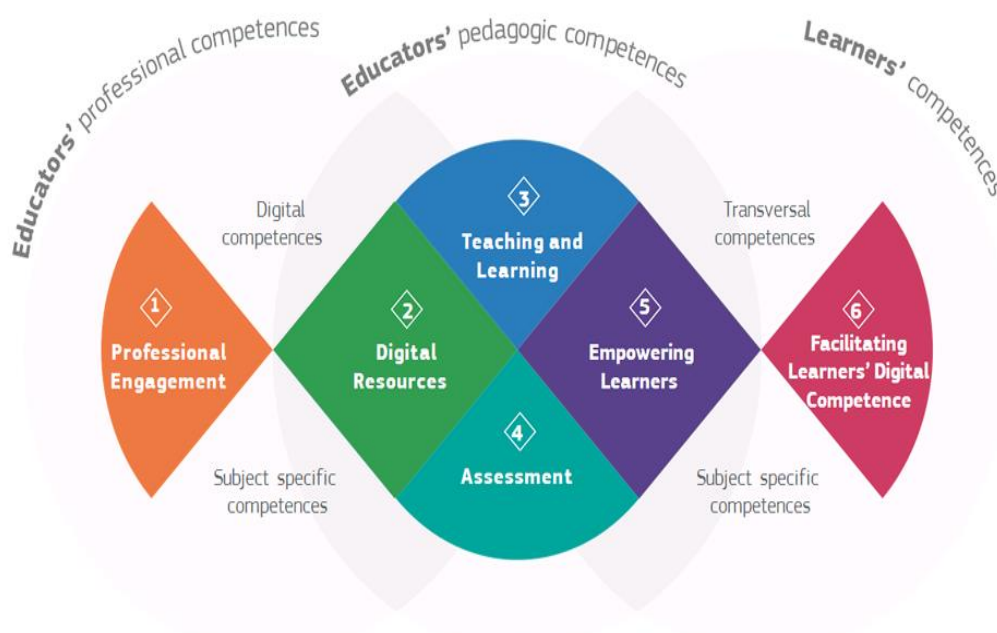 Educators' professional competences
Educators' pedagogic competences
Learners' competences
Digital
competences
Transversal
competences
3
Teaching and
Learning
1
Professional
Engagement
2
Digital
Resources
5
Empowering
Learners
6
Facilitating
Learners' Digital
Competence
4
Assessment
Subject specific
competences
Subject specific
competences